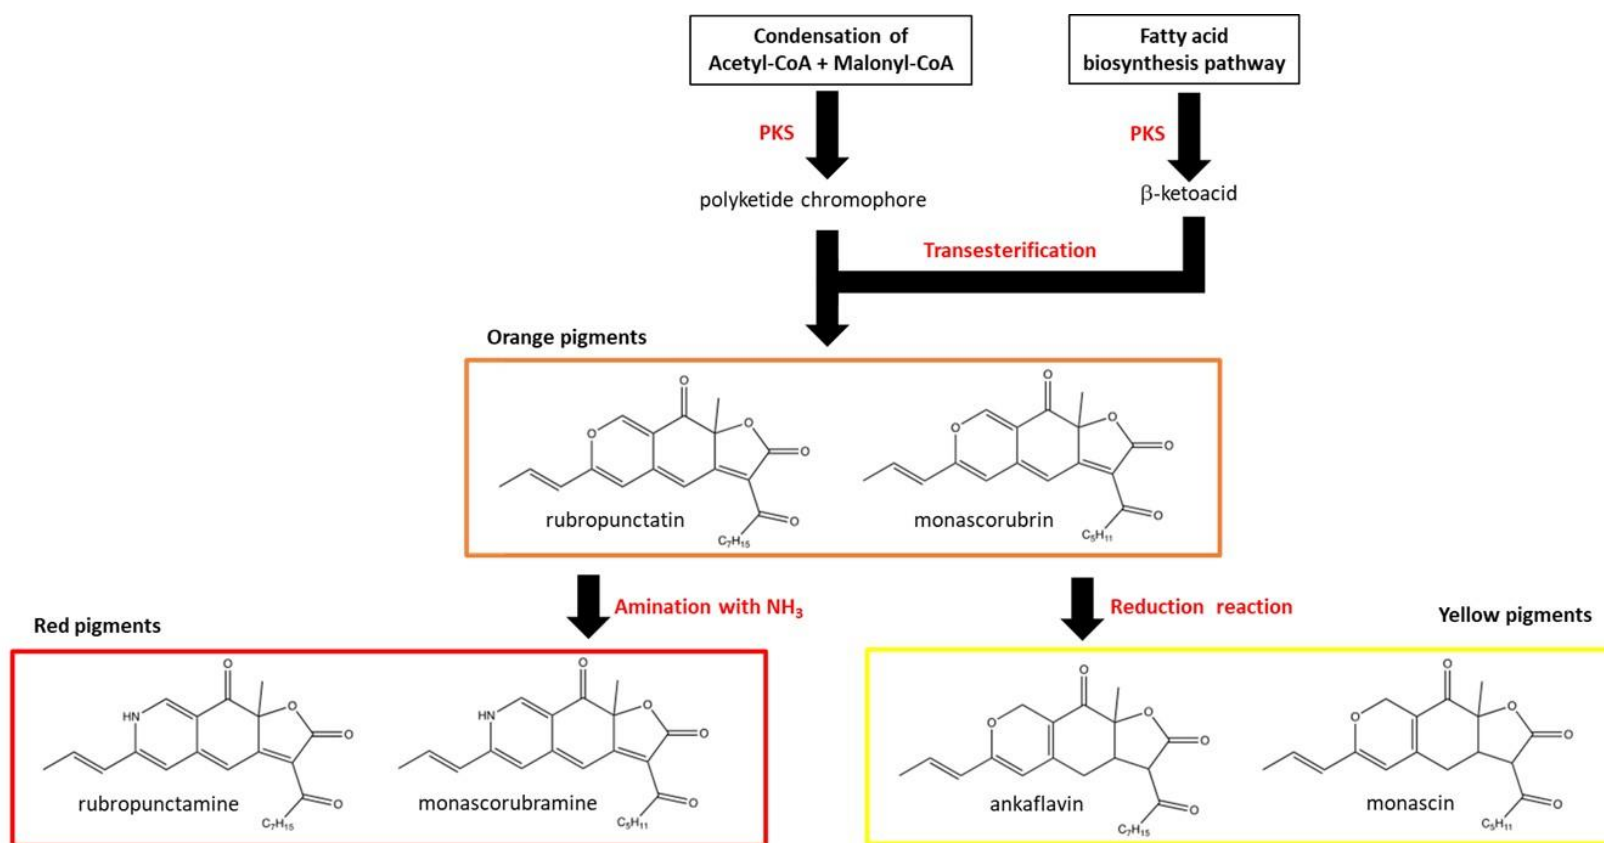 Condensation of
Acetyl-CoA + Malonyl-CoA
Fatty acid
biosynthesis pathway
PKS
PKS
polyketide chromophore
β-ketoacid
Transesterification
Orange pigments
O
O
O
O
O
rubropunctatin
C₇H₁₅
O
O
O
O
O
monascorubrin
C₅H₁₁
Amination with NH₃
Reduction reaction
Red pigments
Yellow pigments
O
HN
O
O
O
rubropunctamine
C₇H₁₅
O
HN
O
O
O
monascorubramine
C₅H₁₁
O
O
O
O
O
ankaflavin
C₇H₁₅
O
O
O
O
O
monascin
C₅H₁₁